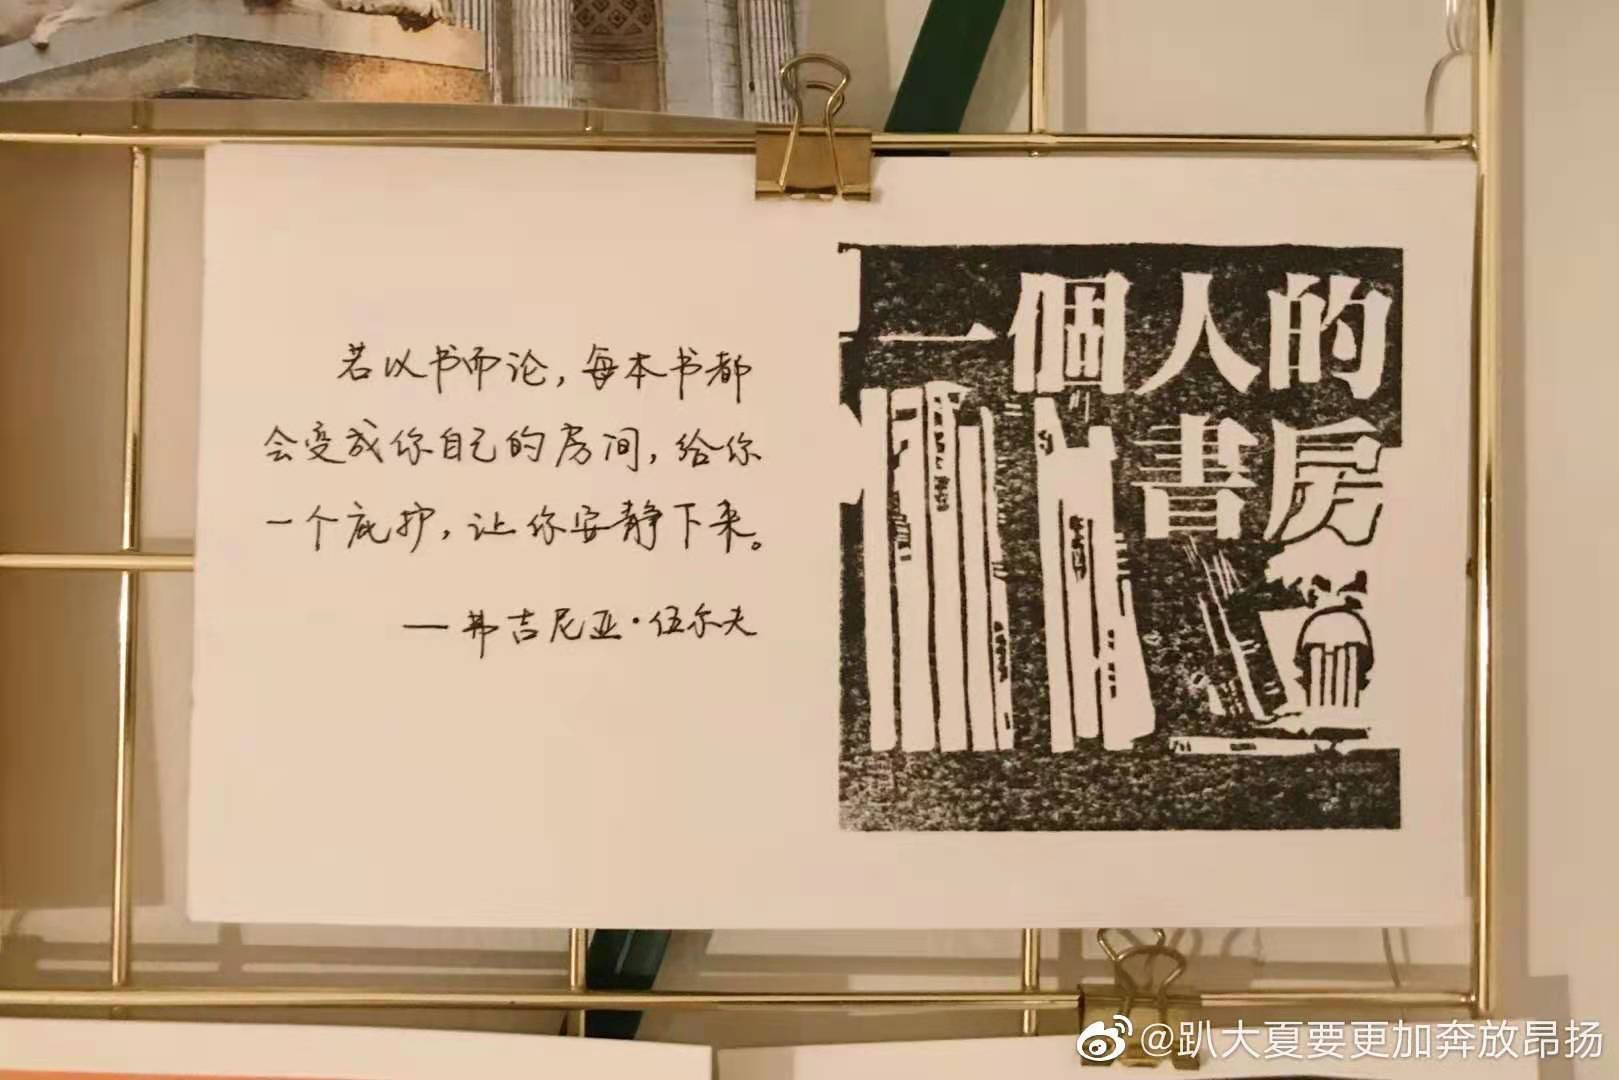 若以书而论，每本书都
会变成你自己的房间，给你
一个庇护，让你安静下来。
—弗吉尼亚·伍尔夫
一個人的
書房
@趴大夏要更加奔放昂扬